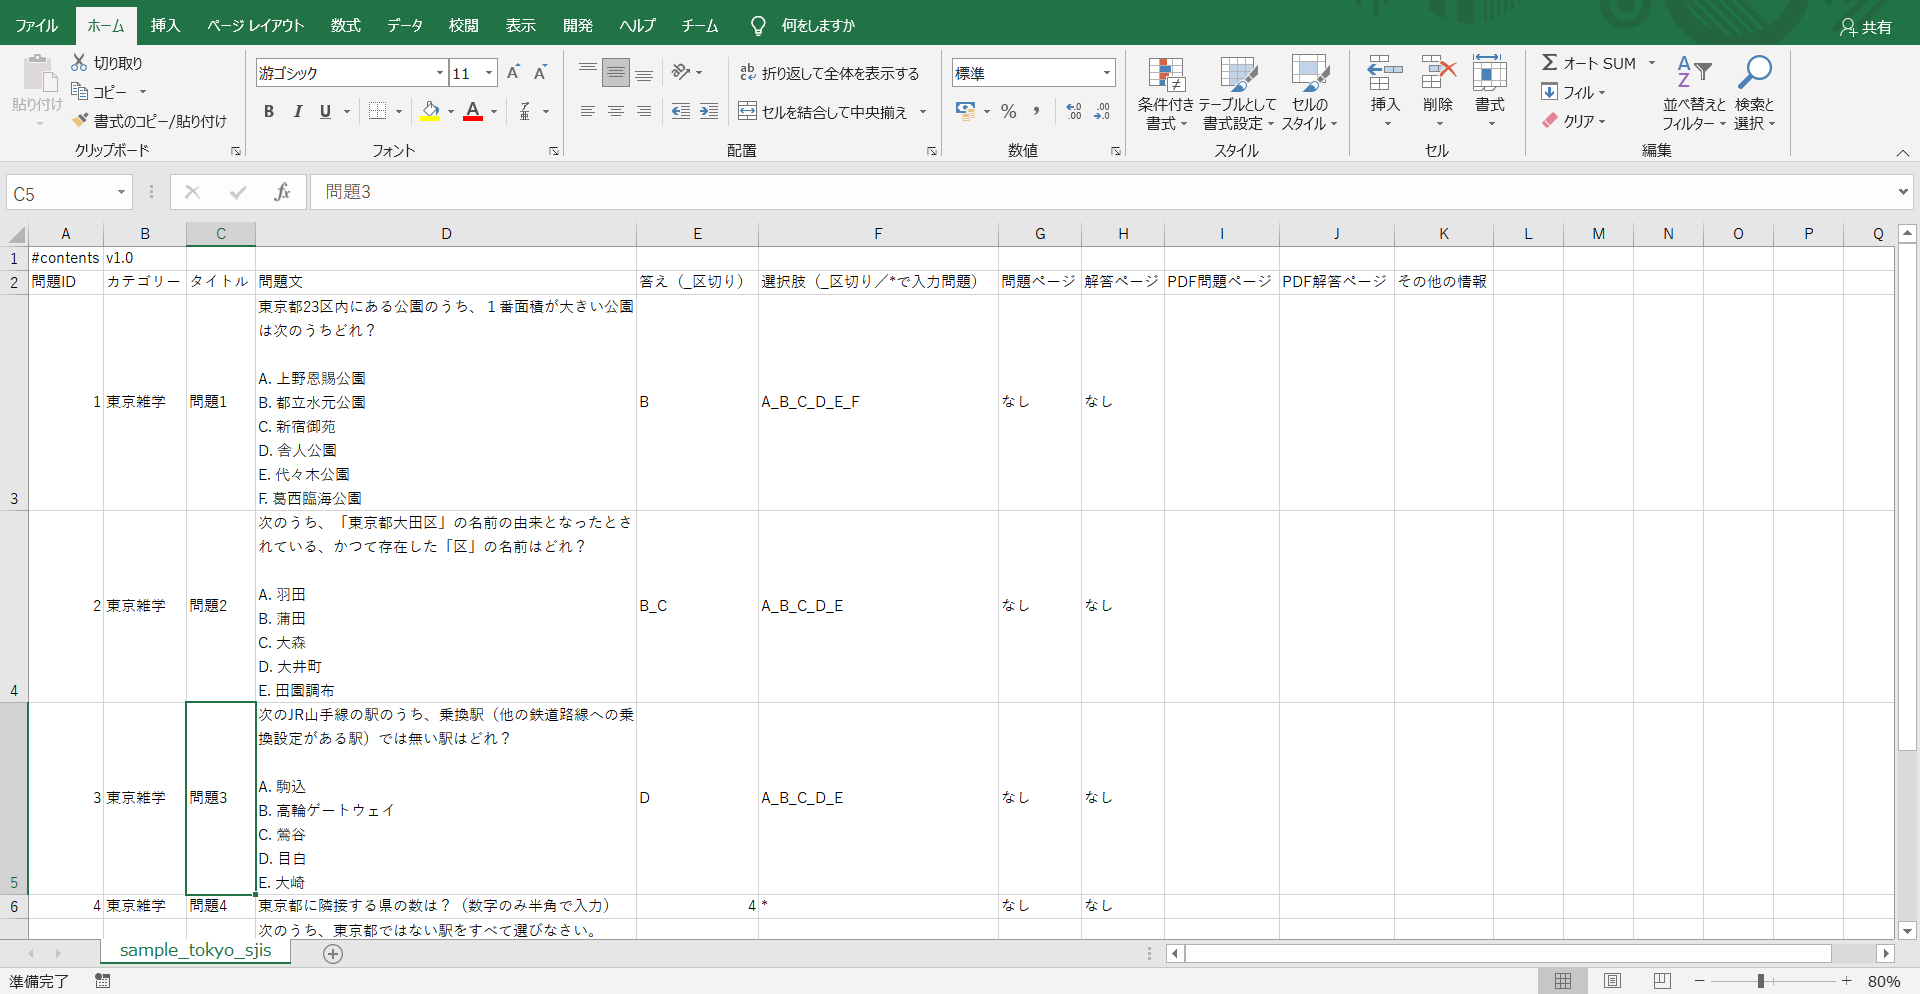 ファイル ホーム 挿入 ページ レイアウト 数式 データ 校閲 表示 開発 ヘルプ チーム 何をしますか 共有
貼り付け 切り取り コピー 書式のコピー/貼り付け クリップボード
游ゴシック 11 B I U A フォント
折り返して全体を表示する セルを結合して中央揃え 配置
標準 % 数値
条件付き書式 テーブルとして書式設定 セルのスタイル スタイル
挿入 削除 書式 セル
Σ オート SUM フィル クリア 並べ替えとフィルター 検索と選択 編集
C5 fx 問題3
A B C D E F G H I J K L M N O P Q
1 #contents v1.0
2 問題ID カテゴリー タイトル 問題文 答え（_区切り） 選択肢（_区切り／*で入力問題） 問題ページ 解答ページ PDF問題ページ PDF解答ページ その他の情報
東京都23区内にある公園のうち、１番面積が大きい公園
は次のうちどれ？
A. 上野恩賜公園
1 東京雑学 問題1 B. 都立水元公園 B A_B_C_D_E_F なし なし
C. 新宿御苑
D. 舎人公園
E. 代々木公園
3 F. 葛西臨海公園
次のうち、「東京都大田区」の名前の由来となったとさ
れている、かつて存在した「区」の名前はどれ？
A. 羽田
2 東京雑学 問題2 B. 蒲田 B_C A_B_C_D_E なし なし
C. 大森
D. 大井町
4 E. 田園調布
次のJR山手線の駅のうち、乗換駅（他の鉄道路線への乗
換設定がある駅）では無い駅はどれ？
A. 駒込
3 東京雑学 問題3 B. 高輪ゲートウェイ D A_B_C_D_E なし なし
C. 鶯谷
D. 目白
5 E. 大崎
6 4 東京雑学 問題4 東京都に隣接する県の数は？（数字のみ半角で入力） 4 * なし なし
次のうち、東京都ではない駅をすべて選びなさい。
sample_tokyo_sjis
準備完了 80%